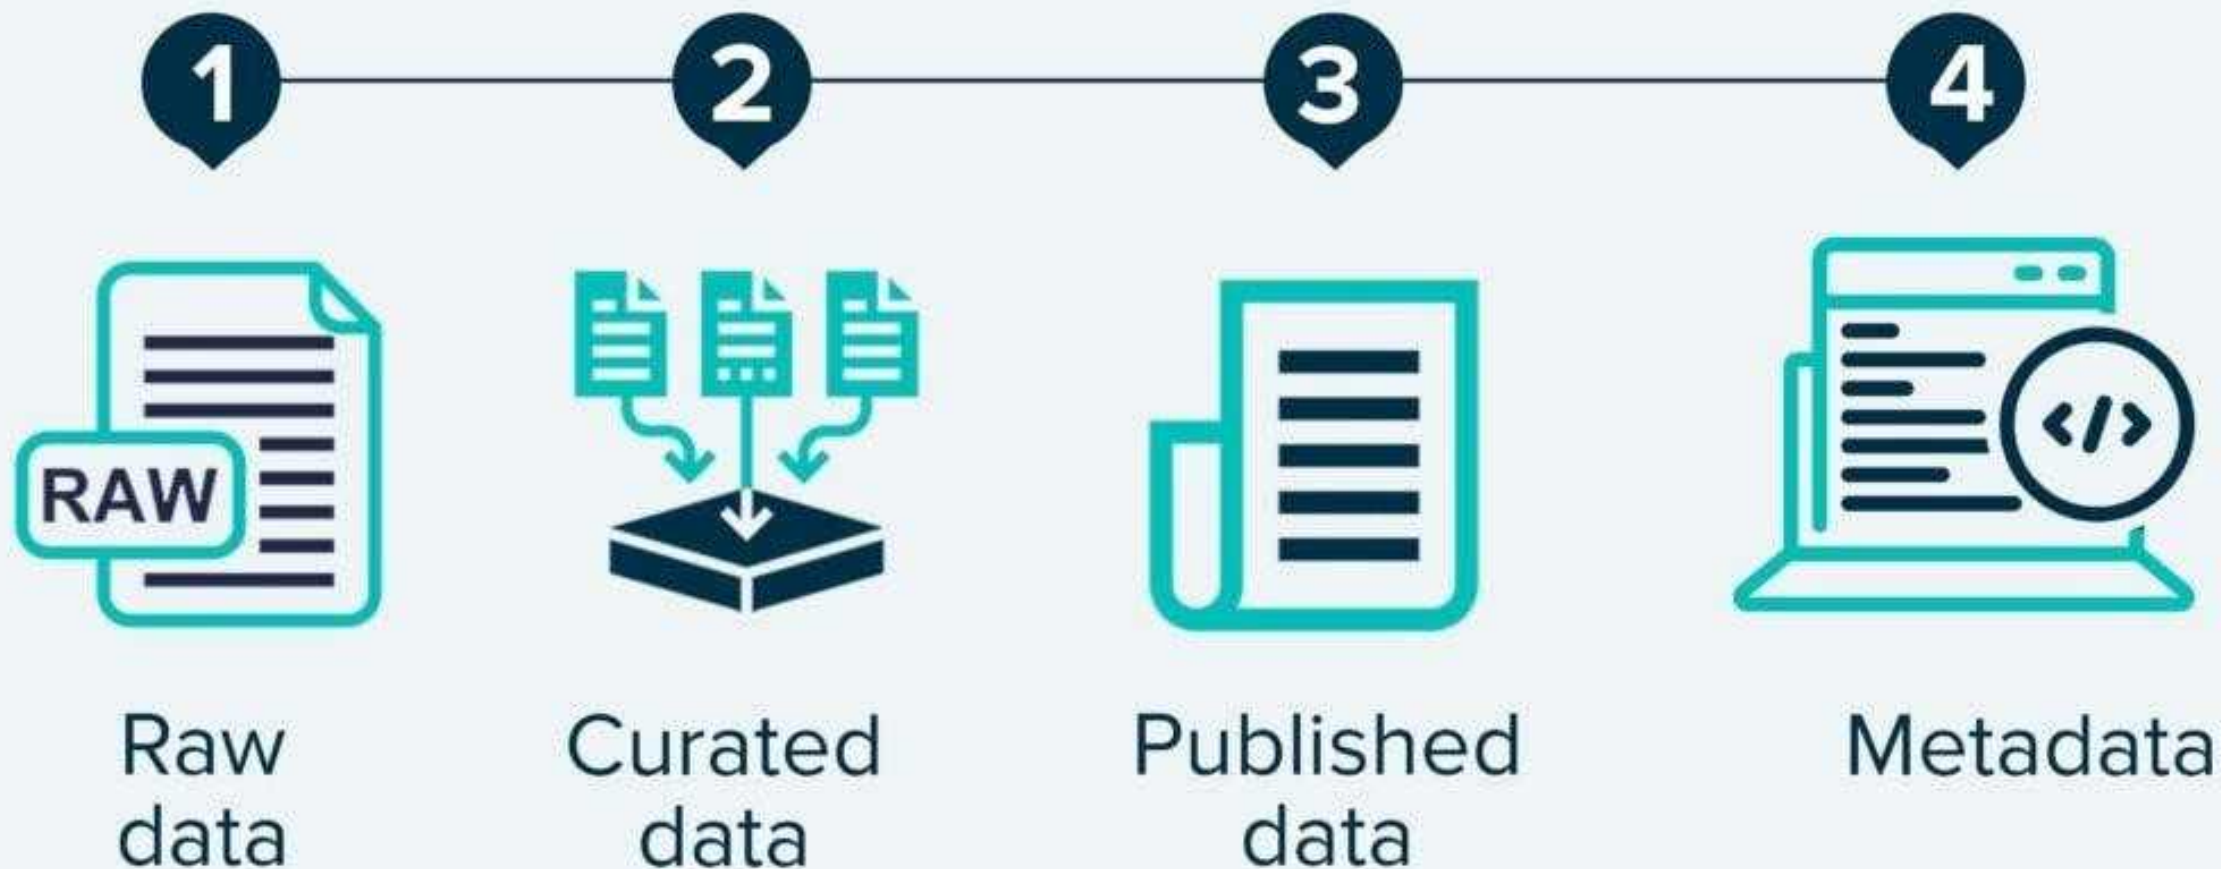 1
2
3
4
RAW
</>
Raw
data
Curated
data
Published
data
Metadata